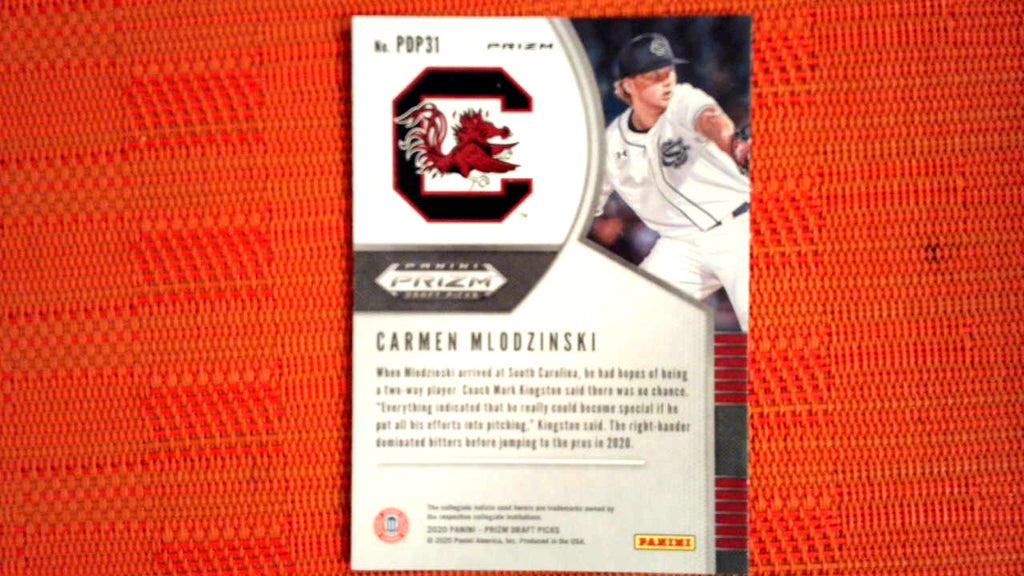 No. PDP31
PRIZM
C
PANINI
PRIZM
DRAFT PICKS
CARMEN MLODZINSKI
When Mlodzinski arrived at South Carolina, he had hopes of being
a two-way player. Coach Mark Kingston said there was no chance.
"Everything indicated that he really could become special if he
put all his efforts into pitching," Kingston said. The right-hander
dominated hitters before jumping to the pros in 2020.
The collegiate indicia used herein are trademarks owned by
the respective collegiate institutions.
2020 PANINI – PRIZM DRAFT PICKS
© 2020 Panini America, Inc. Produced in the USA.
PANINI